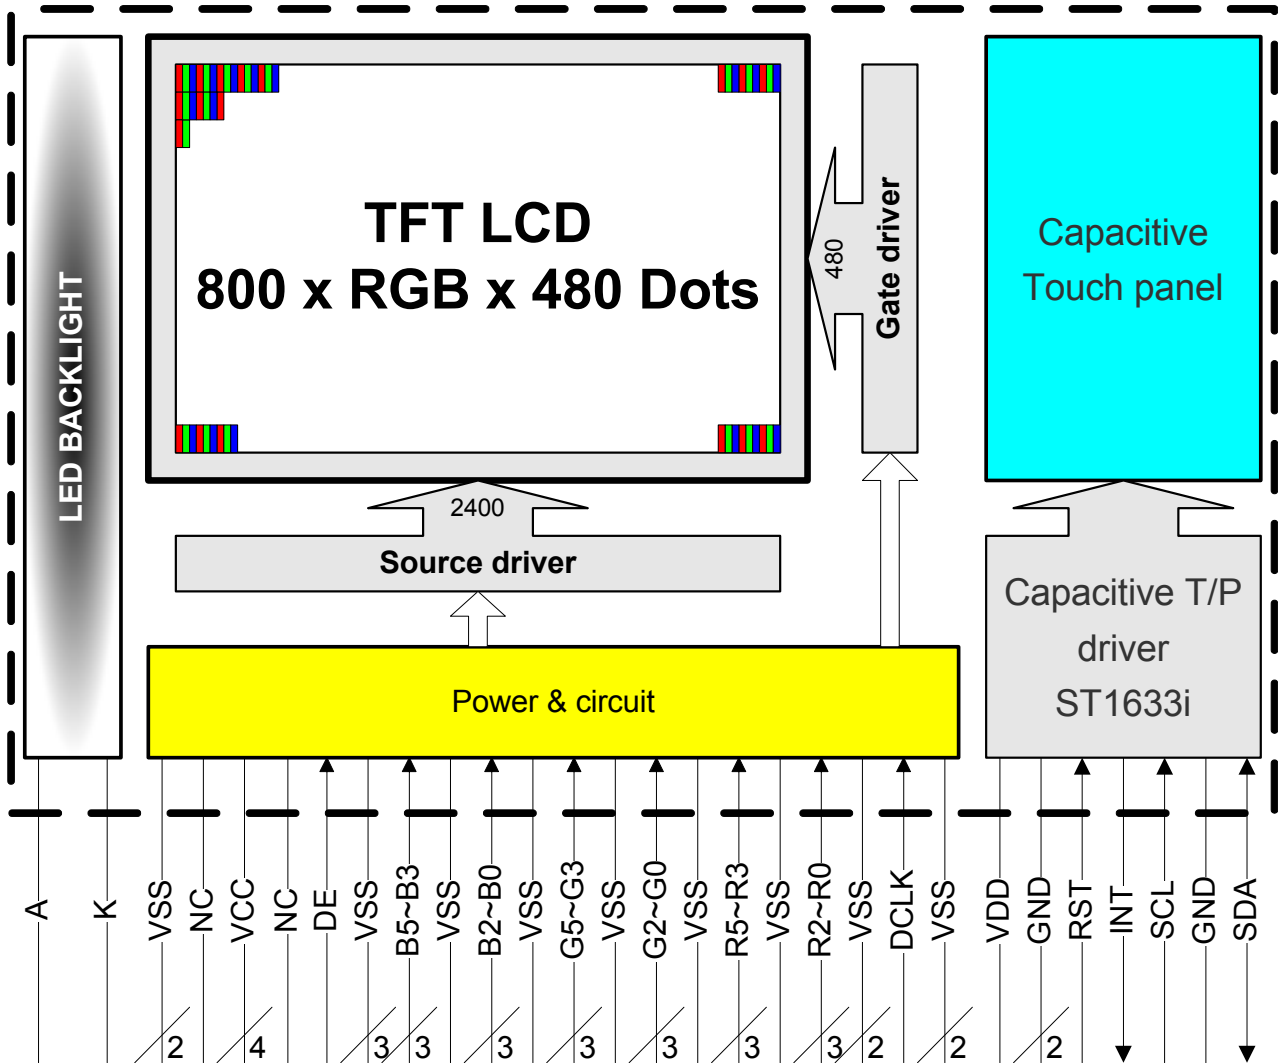 LED BACKLIGHT
TFT LCD
800 x RGB x 480 Dots
480
Gate driver
Capacitive
Touch panel
2400
Source driver
Capacitive T/P
driver
ST1633i
Power & circuit
A
K
VSS
NC
VCC
NC
DE
VSS
B5~B3
VSS
B2~B0
VSS
G5~G3
VSS
G2~G0
VSS
R5~R3
VSS
R2~R0
VSS
DCLK
VSS
VDD
GND
RST
INT
SCL
GND
SDA
2
4
3
3
3
3
3
3
3
2
2
2